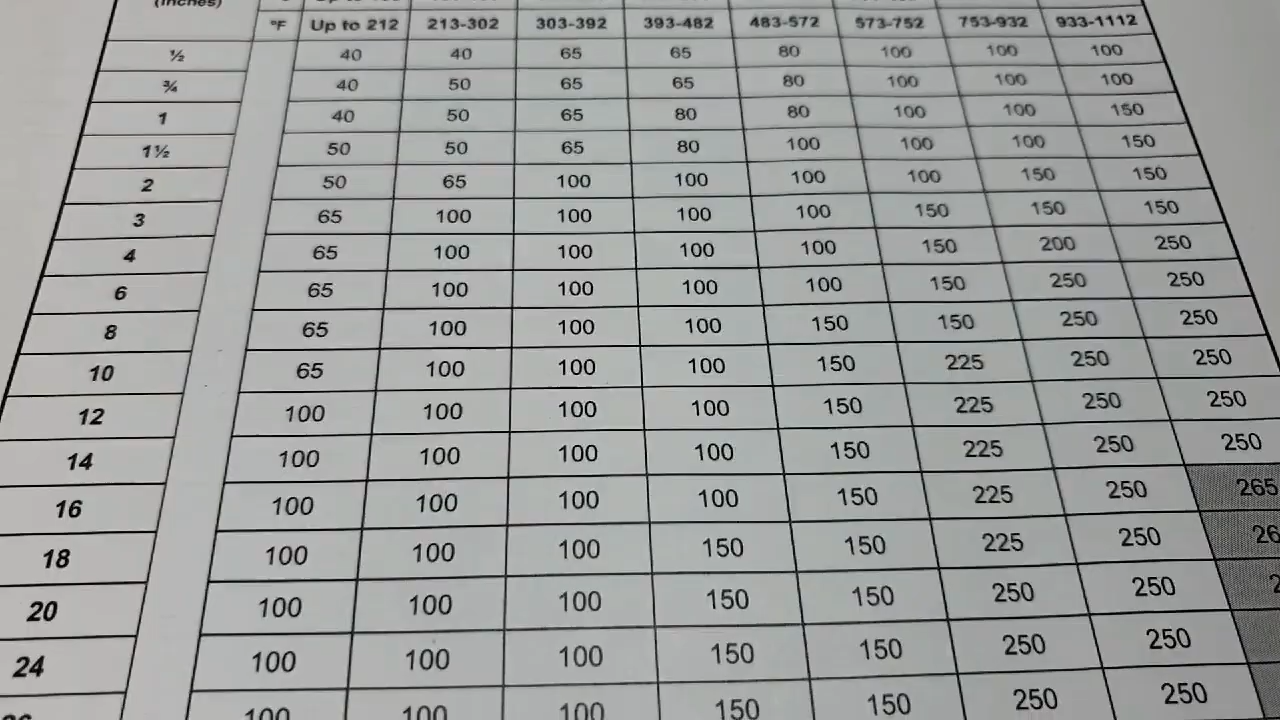 (inches)
°F Up to 212 213-302 303-392 393-482 483-572 573-752 753-932 933-1112
½ 40 40 65 65 80 100 100 100
¾ 40 50 65 65 80 100 100 100
1 40 50 65 80 80 100 100 150
1½ 50 50 65 80 100 100 100 150
2 50 65 100 100 100 100 150 150
3 65 100 100 100 100 150 150 150
4 65 100 100 100 100 150 200 250
6 65 100 100 100 100 150 250 250
8 65 100 100 100 150 150 250 250
10 65 100 100 100 150 225 250 250
12 100 100 100 100 150 225 250 250
14 100 100 100 100 150 225 250 250
16 100 100 100 100 150 225 250 265
18 100 100 100 150 150 225 250
20 100 100 100 150 150 250 250
24 100 100 100 150 150 250 250
100 100 100 150 150 250 250